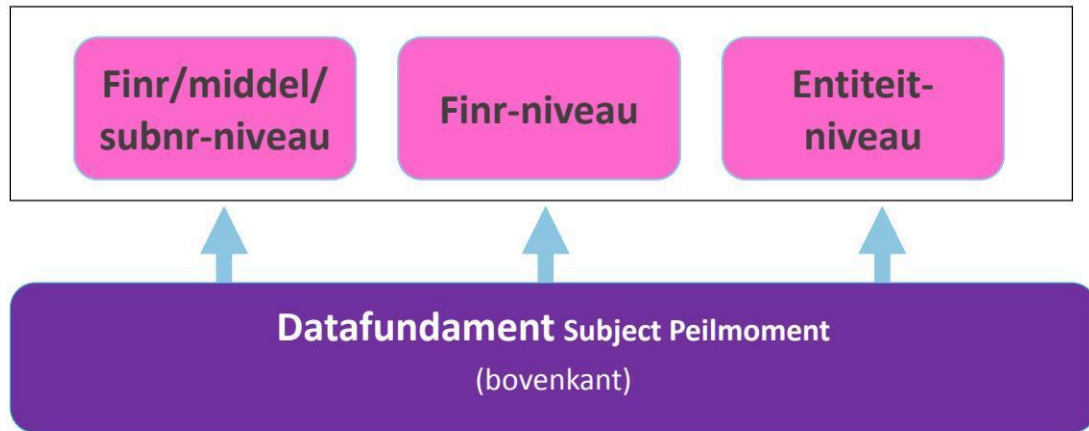 Finr/middel/
subnr-niveau
Finr-niveau
Entiteit-
niveau
Datafundament Subject Peilmoment
(bovenkant)